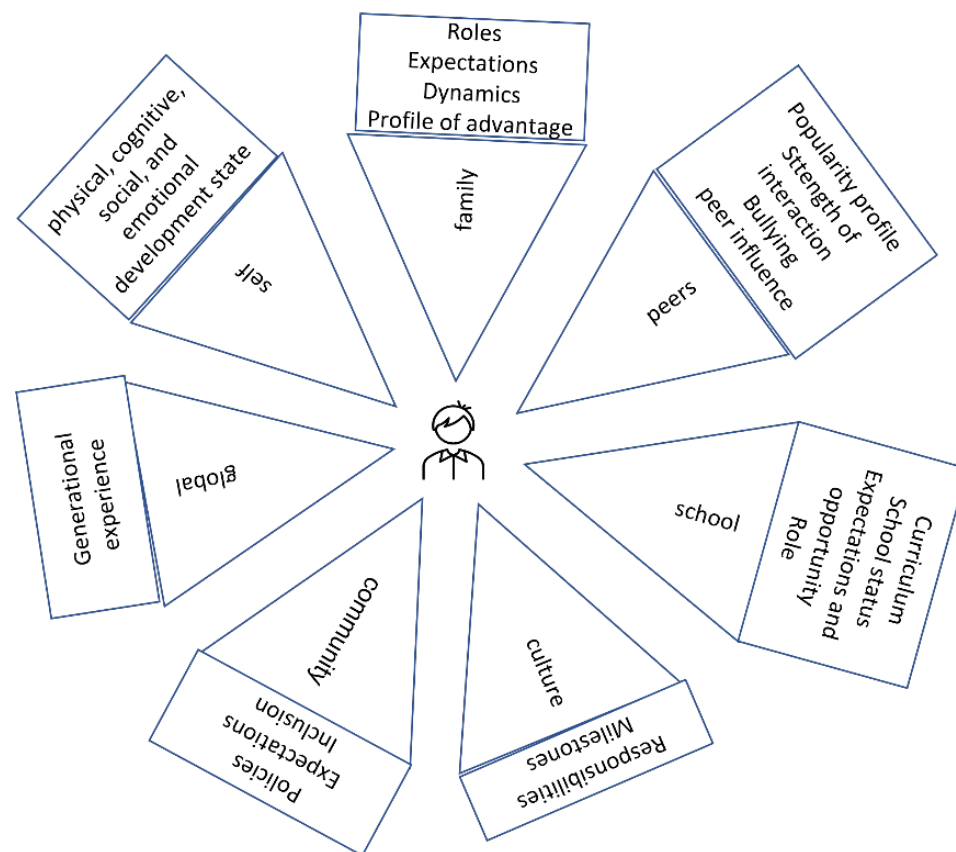 Roles
Expectations
Dynamics
Profile of advantage
family
Popularity profile
Sttength of
interaction
Bullying
peer influence
peers
Curriculum
School status
Expectations and
opportunity
Role
school
culture
Milestones
Responsibilities
community
Inclusion
Expectations
Policies
global
Generational
experience
physical, cognitive,
social, and
emotional
development state
self